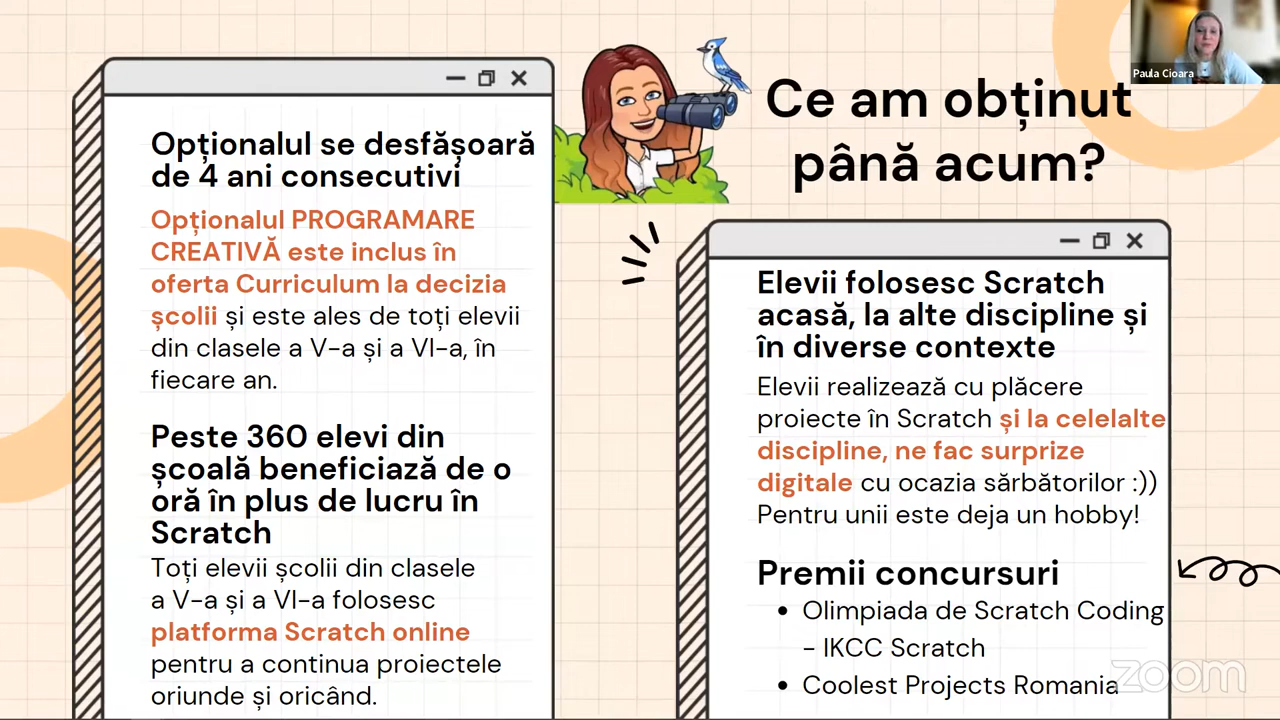 Paula Cioara
Ce am obținut
până acum?
Opționalul se desfășoară
de 4 ani consecutivi
Opționalul PROGRAMARE
CREATIVĂ este inclus în
oferta Curriculum la decizia
școlii și este ales de toți elevii
din clasele a V-a și a VI-a, în
fiecare an.
Peste 360 elevi din
școală beneficiază de o
oră în plus de lucru în
Scratch
Toți elevii școlii din clasele
a V-a și a VI-a folosesc
platforma Scratch online
pentru a continua proiectele
oriunde și oricând.
Elevii folosesc Scratch
acasă, la alte discipline și
în diverse contexte
Elevii realizează cu plăcere
proiecte în Scratch și la celelalte
discipline, ne fac surprize
digitale cu ocazia sărbătorilor :))
Pentru unii este deja un hobby!
Premii concursuri
• Olimpiada de Scratch Coding
- IKCC Scratch
• Coolest Projects Romania
zoom